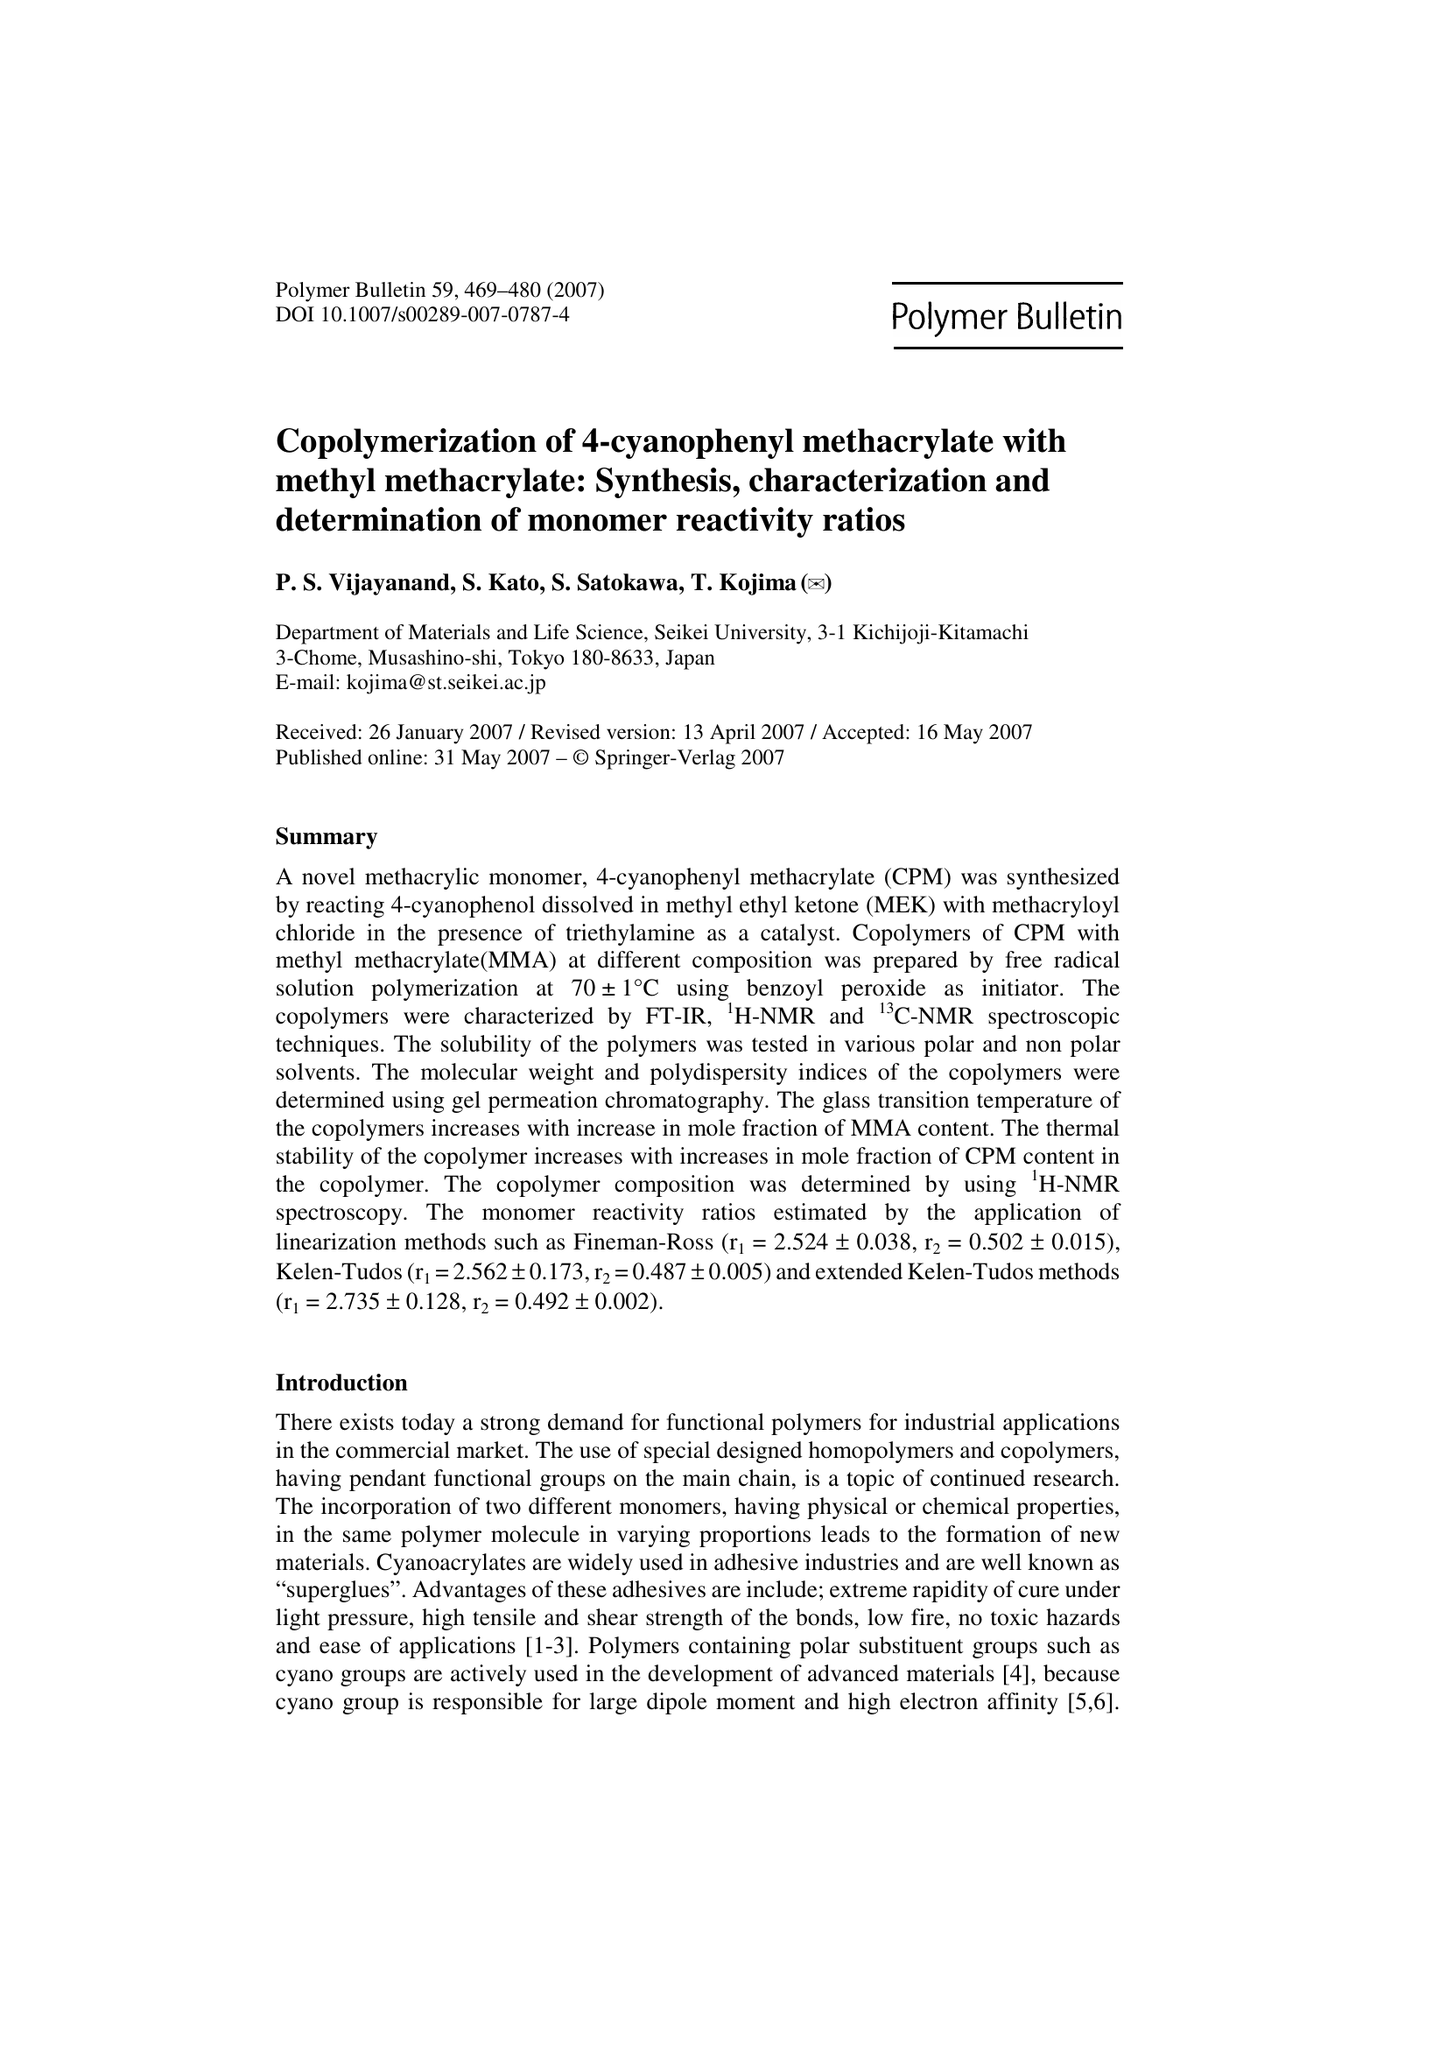 Polymer Bulletin 59, 469–480 (2007)
DOI 10.1007/s00289-007-0787-4
Polymer Bulletin
Copolymerization of 4-cyanophenyl methacrylate with
methyl methacrylate: Synthesis, characterization and
determination of monomer reactivity ratios
P. S. Vijayanand, S. Kato, S. Satokawa, T. Kojima (✉)
Department of Materials and Life Science, Seikei University, 3-1 Kichijoji-Kitamachi
3-Chome, Musashino-shi, Tokyo 180-8633, Japan
E-mail: kojima@st.seikei.ac.jp
Received: 26 January 2007 / Revised version: 13 April 2007 / Accepted: 16 May 2007
Published online: 31 May 2007 – © Springer-Verlag 2007
Summary
A novel methacrylic monomer, 4-cyanophenyl methacrylate (CPM) was synthesized
by reacting 4-cyanophenol dissolved in methyl ethyl ketone (MEK) with methacryloyl
chloride in the presence of triethylamine as a catalyst. Copolymers of CPM with
methyl methacrylate(MMA) at different composition was prepared by free radical
solution polymerization at 70 ± 1°C using benzoyl peroxide as initiator. The
copolymers were characterized by FT-IR, ¹H-NMR and ¹³C-NMR spectroscopic
techniques. The solubility of the polymers was tested in various polar and non polar
solvents. The molecular weight and polydispersity indices of the copolymers were
determined using gel permeation chromatography. The glass transition temperature of
the copolymers increases with increase in mole fraction of MMA content. The thermal
stability of the copolymer increases with increases in mole fraction of CPM content in
the copolymer. The copolymer composition was determined by using ¹H-NMR
spectroscopy. The monomer reactivity ratios estimated by the application of
linearization methods such as Fineman-Ross (r₁ = 2.524 ± 0.038, r₂ = 0.502 ± 0.015),
Kelen-Tudos (r₁ = 2.562 ± 0.173, r₂ = 0.487 ± 0.005) and extended Kelen-Tudos methods
(r₁ = 2.735 ± 0.128, r₂ = 0.492 ± 0.002).
Introduction
There exists today a strong demand for functional polymers for industrial applications
in the commercial market. The use of special designed homopolymers and copolymers,
having pendant functional groups on the main chain, is a topic of continued research.
The incorporation of two different monomers, having physical or chemical properties,
in the same polymer molecule in varying proportions leads to the formation of new
materials. Cyanoacrylates are widely used in adhesive industries and are well known as
“superglues”. Advantages of these adhesives are include; extreme rapidity of cure under
light pressure, high tensile and shear strength of the bonds, low fire, no toxic hazards
and ease of applications [1-3]. Polymers containing polar substituent groups such as
cyano groups are actively used in the development of advanced materials [4], because
cyano group is responsible for large dipole moment and high electron affinity [5,6].